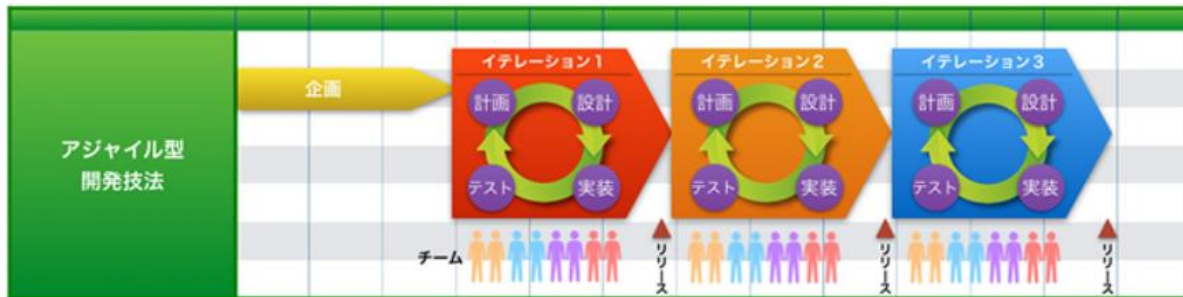 アジャイル型
開発技法
企画
イテレーション1
計画
設計
テスト
実装
イテレーション2
計画
設計
テスト
実装
イテレーション3
計画
設計
テスト
実装
チーム
リリース
リリース
リリース